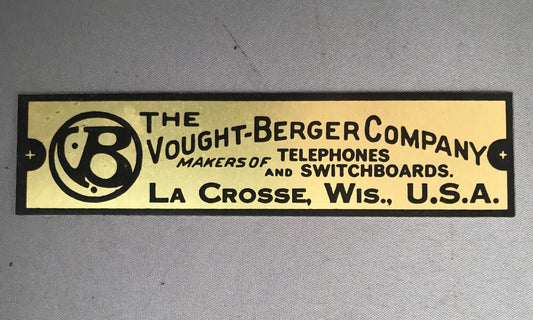 B
THE
VOUGHT-BERGER COMPANY
MAKERS OF TELEPHONES
AND SWITCHBOARDS.
LA CROSSE, WIS., U.S.A.